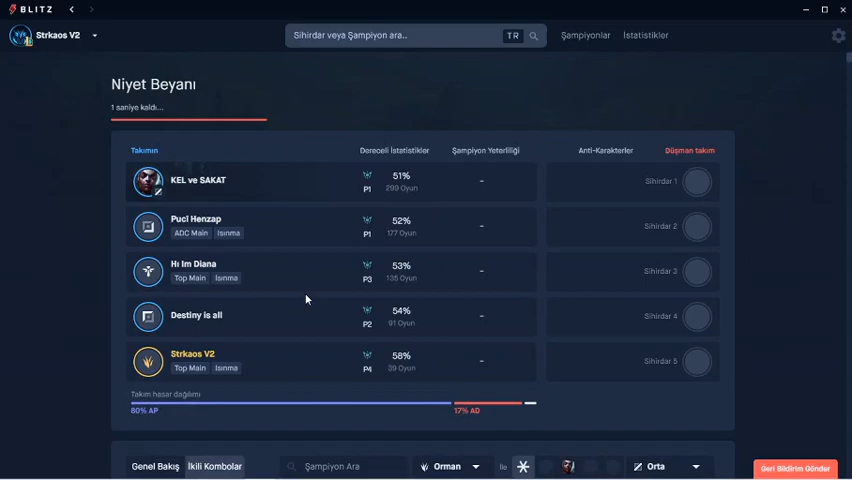 BLITZ
Strkaos V2
Sihirdar veya Şampiyon ara..
TR
Şampiyonlar
İstatistikler
Niyet Beyanı
1 saniye kaldı...
Takımın
Dereceli İstatistikler
Şampiyon Yeterliliği
Anti-Karakterler
Düşman takım
KEL ve SAKAT
P1
51%
299 Oyun
-
Sihirdar 1
Puci Henzap
ADC Main
Isınma
P1
52%
177 Oyun
-
Sihirdar 2
Hı Im Diana
Top Main
Isınma
P3
53%
135 Oyun
-
Sihirdar 3
Destiny is all
P2
54%
91 Oyun
-
Sihirdar 4
Strkaos V2
Top Main
Isınma
P4
58%
39 Oyun
-
Sihirdar 5
Takım hasar dağılımı
80% AP
17% AD
Genel Bakış
İkili Kombolar
Şampiyon Ara
Orman
İle
Orta
Geri Bildirim Gönder